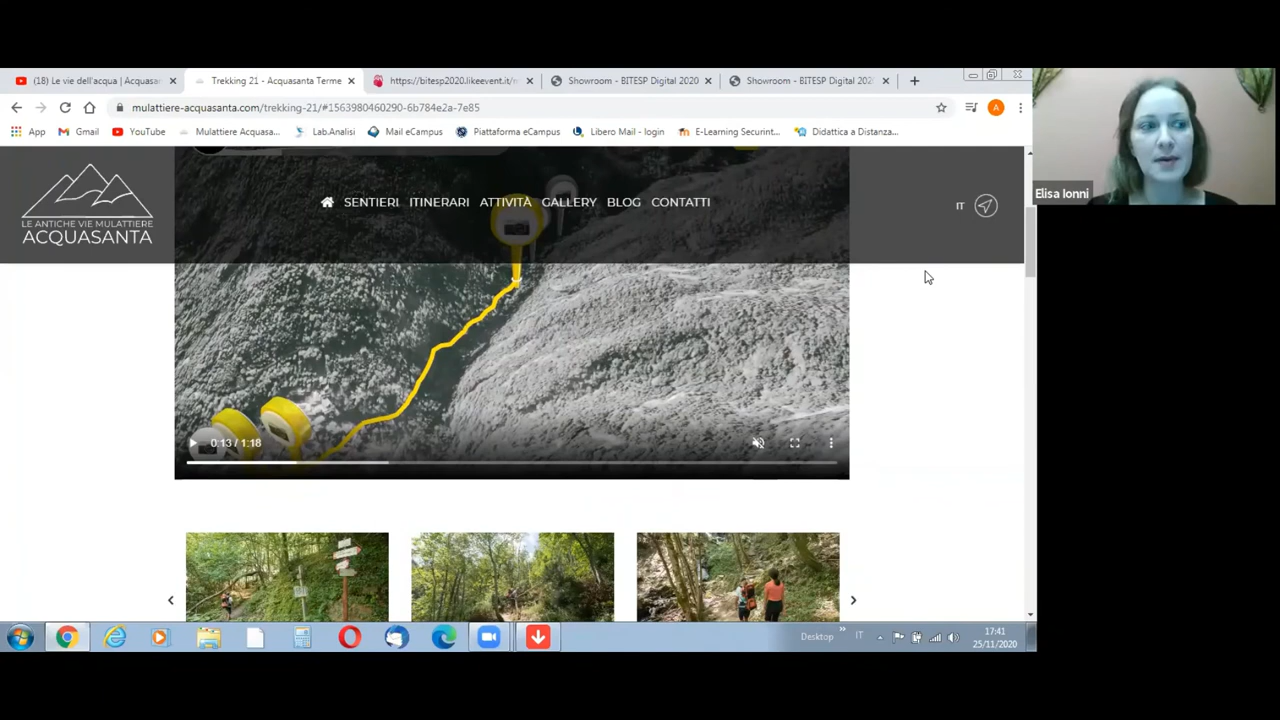 (18) Le vie dell'acqua | Acquasa
Trekking 21 - Acquasanta Terme
https://bitesp2020.likeevent.it/m
Showroom - BITESP Digital 2020
Showroom - BITESP Digital 2020
mulattiere-acquasanta.com/trekking-21/#1563980460290-6b784e2a-7e85
A
App
Gmail
YouTube
Mulattiere Acquasa...
Lab.Analisi
Mail eCampus
Piattaforma eCampus
Libero Mail - login
E-Learning Securint...
Didattica a Distanza...
Elisa Ionni
LE ANTICHE VIE MULATTIERE
ACQUASANTA
SENTIERI ITINERARI ATTIVITÀ GALLERY BLOG CONTATTI
IT
0:13 / 1:18
Desktop
IT
17:41
25/11/2020